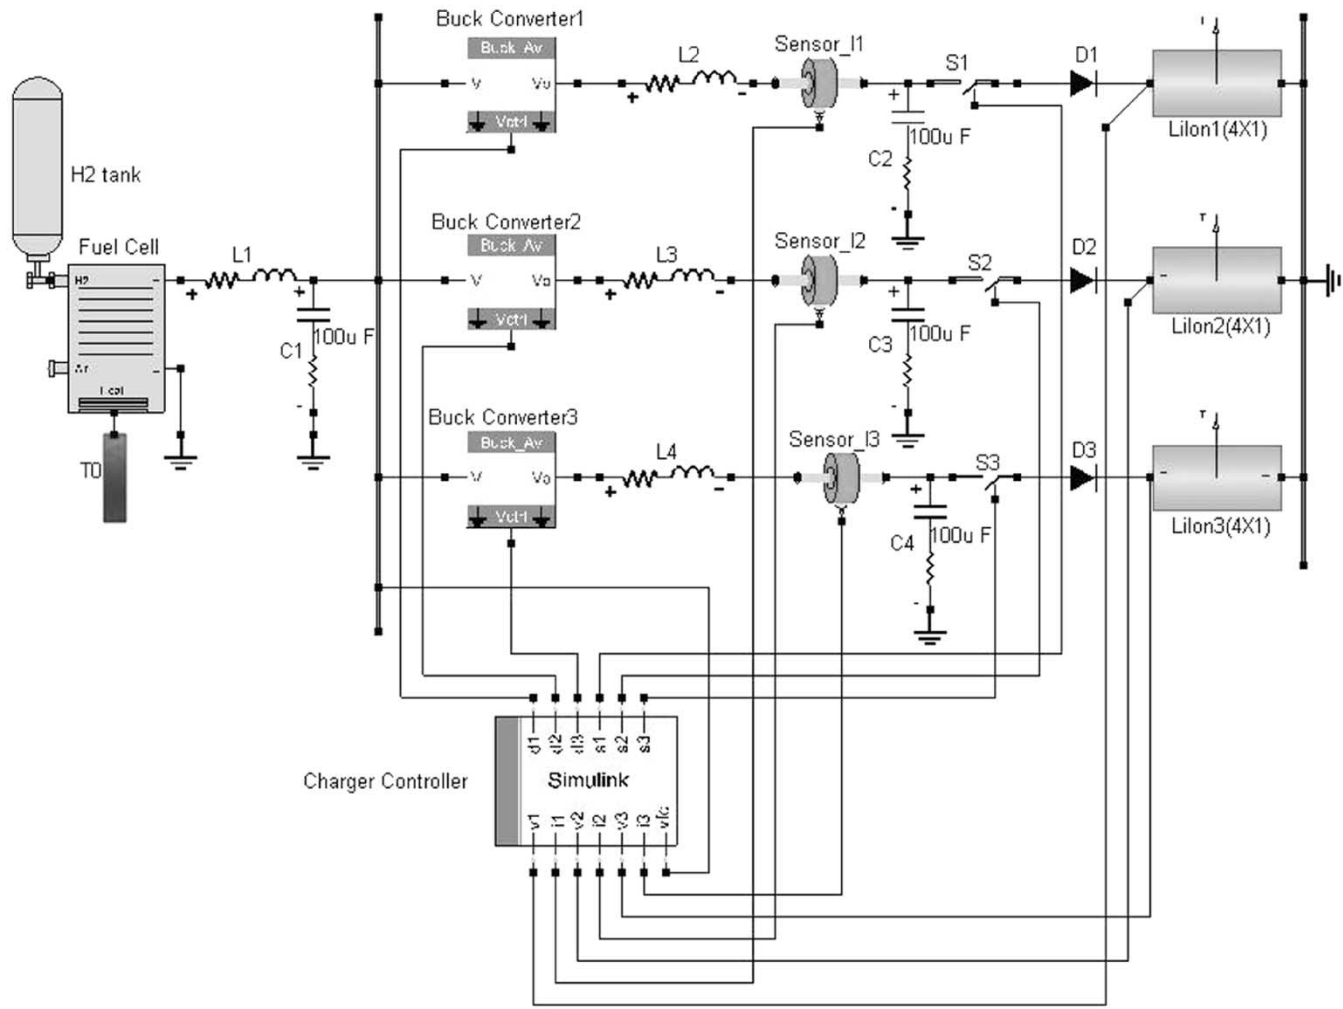 Buck Converter1
Buck_Av
V
Vo
Vctrl
L2
+
-
Sensor_I1
+
100u F
C2
-
S1
D1
LiIon1(4X1)
H2 tank
Fuel Cell
H2
L1
+
-
+
100u F
C1
-
T0
Buck Converter2
Buck_Av
V
Vo
Vctrl
L3
+
-
Sensor_I2
+
100u F
C3
S2
D2
LiIon2(4X1)
Buck Converter3
Buck_Av
V
Vo
Vctrl
L4
+
-
Sensor_I3
+
100u F
C4
-
S3
D3
LiIon3(4X1)
d1 d2 d3 s1 s2 s3
Charger Controller
Simulink
v1 i1 v2 i2 v3 i3 vfc